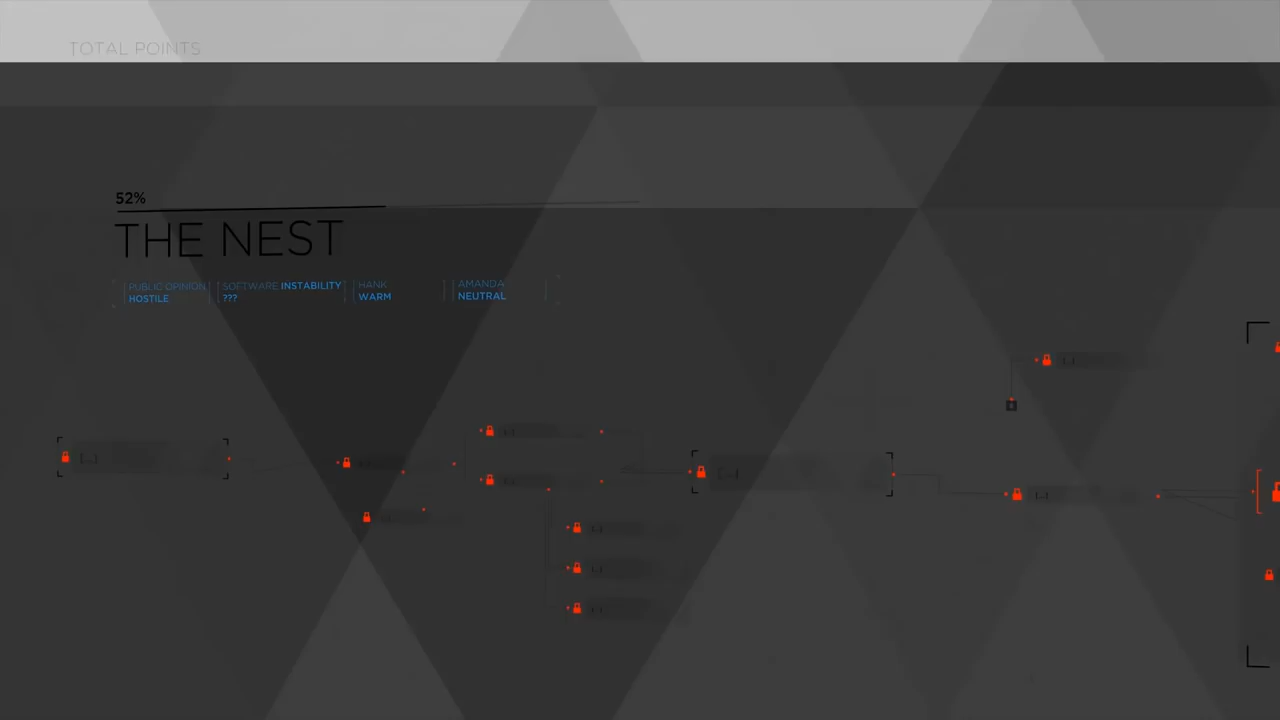 TOTAL POINTS
52%
THE NEST
PUBLIC OPINION
HOSTILE
SOFTWARE INSTABILITY
???
HANK
WARM
AMANDA
NEUTRAL